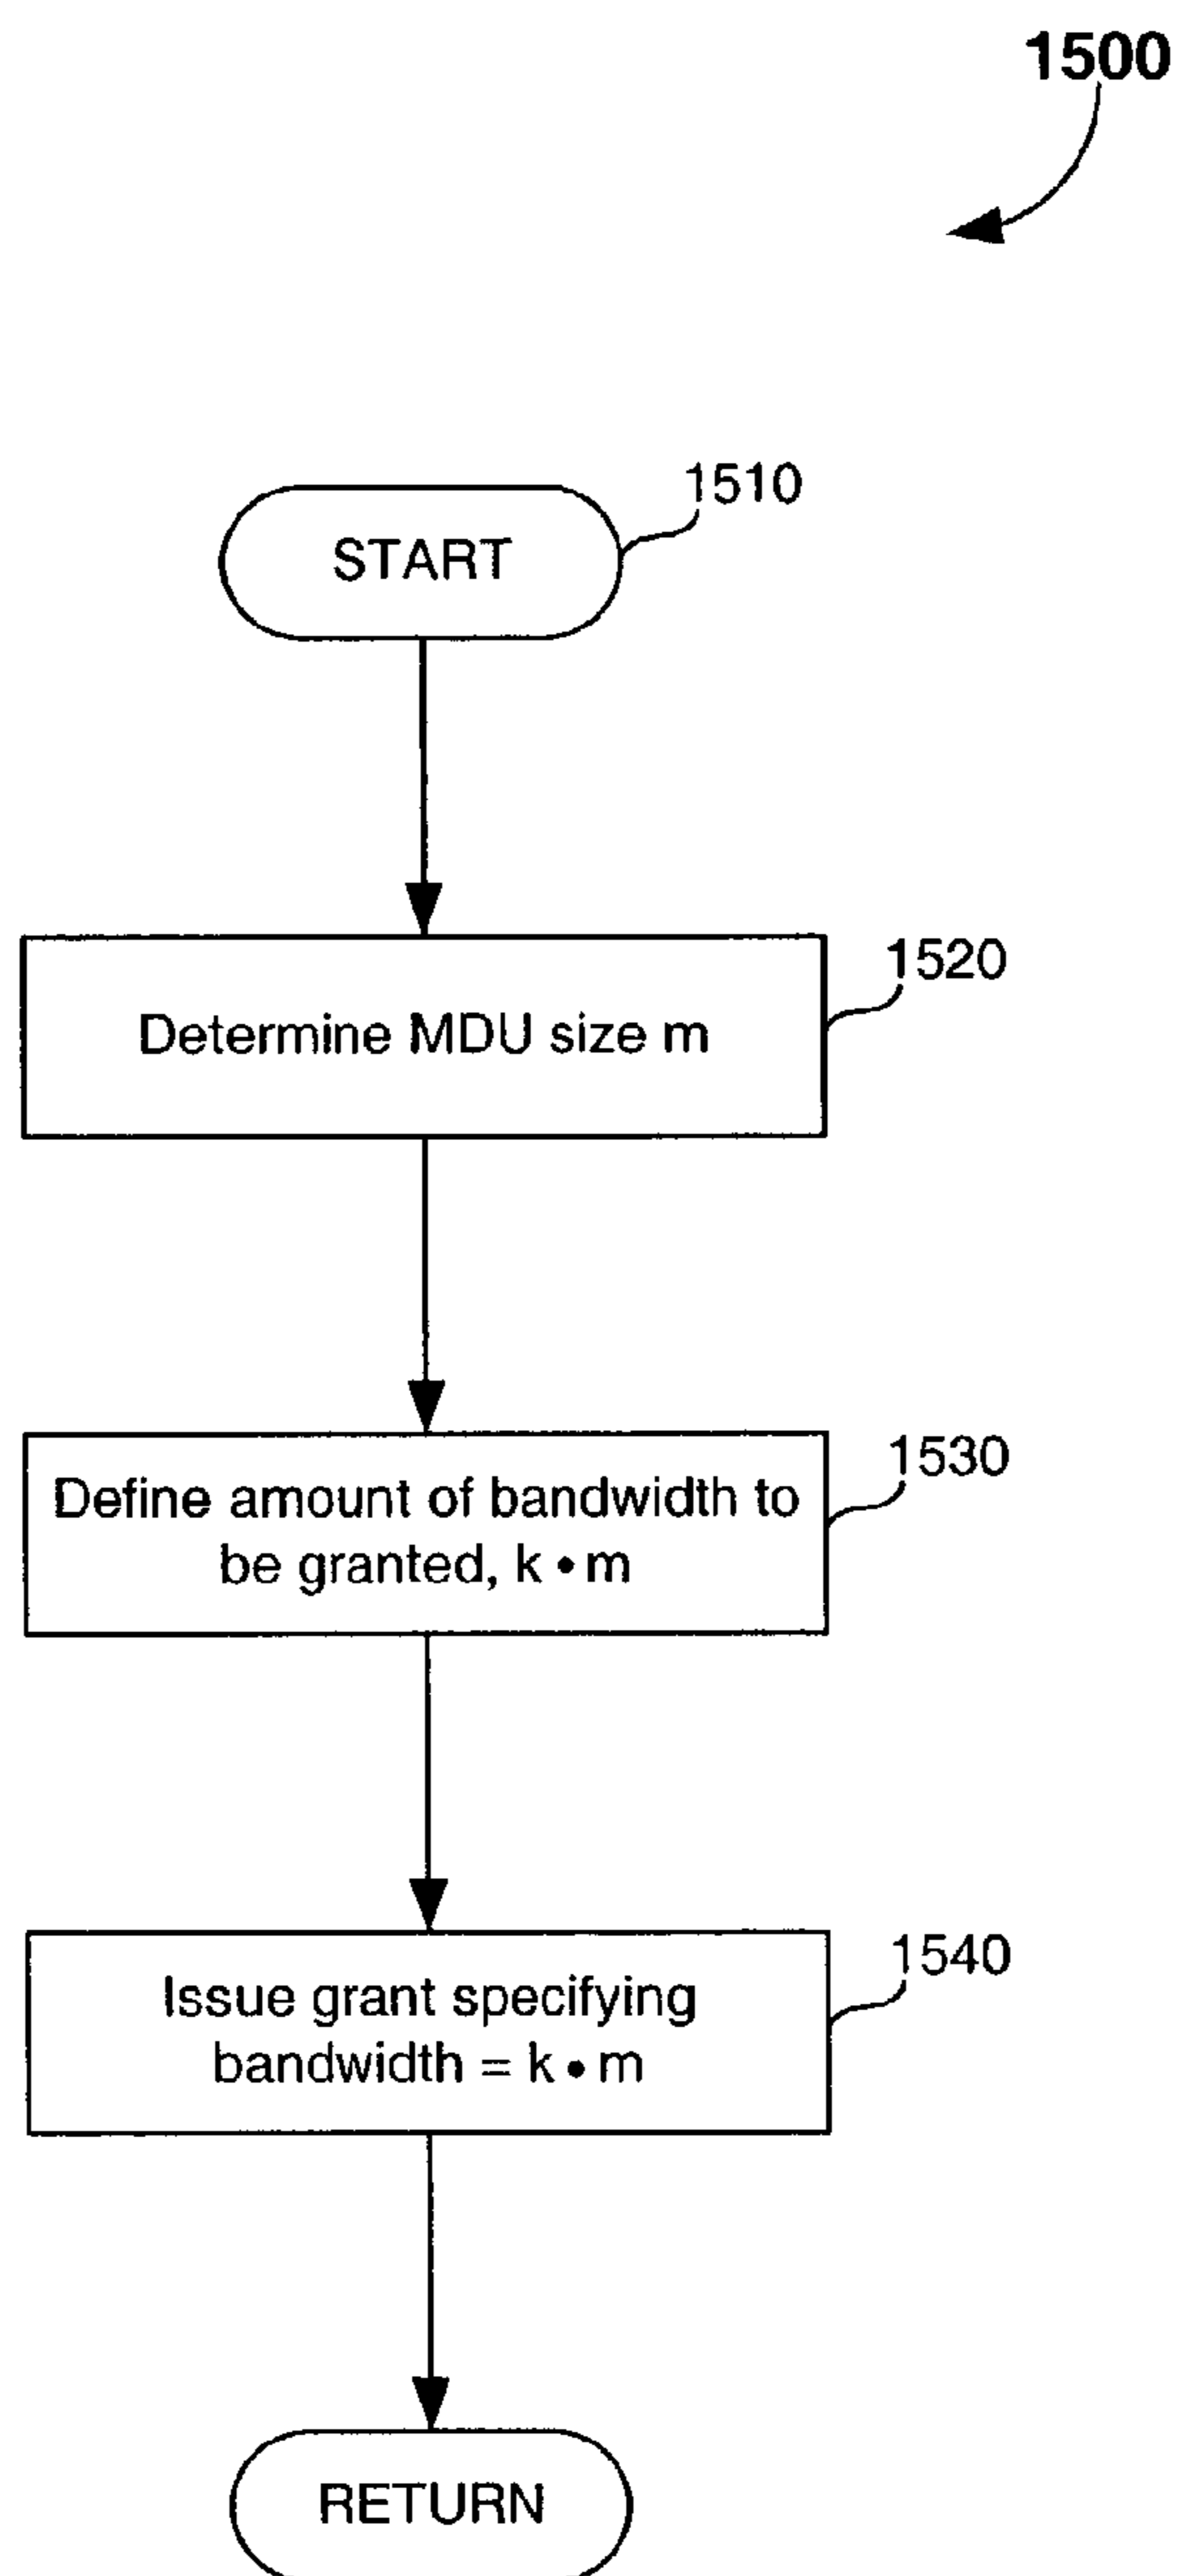 1500
1510
START
1520
Determine MDU size m
1530
Define amount of bandwidth to
be granted, k • m
1540
Issue grant specifying
bandwidth = k • m
RETURN